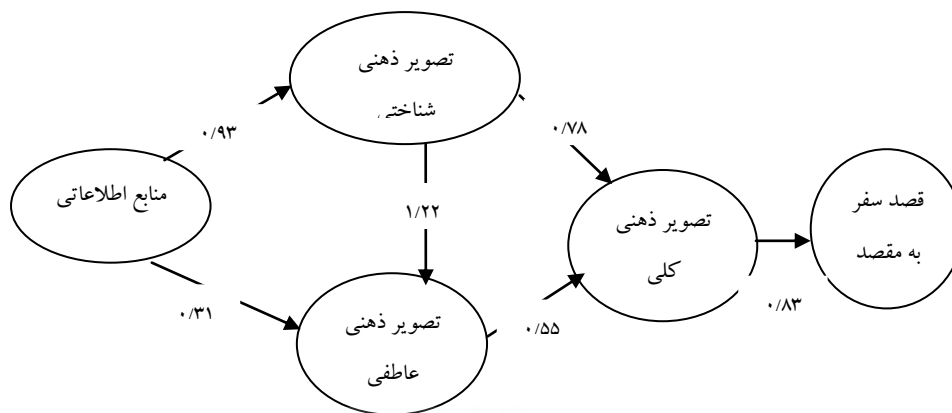 تصویر ذهنی
شناختی
۰/۹۳
۰/۷۸
منابع اطلاعاتی
۱/۲۲
قصد سفر
به مقصد
تصویر ذهنی
کلی
۰/۳۱
تصویر ذهنی
عاطفی
۰/۵۵
۰/۸۳